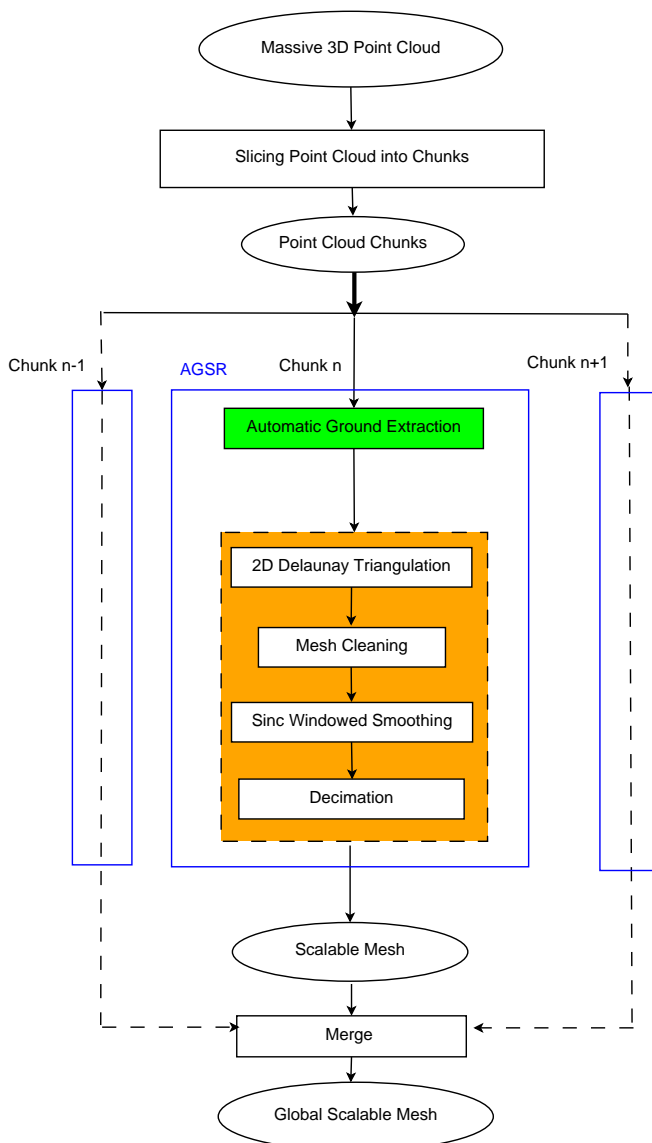 Massive 3D Point Cloud
Slicing Point Cloud into Chunks
Point Cloud Chunks
Chunk n-1
AGSR
Chunk n
Chunk n+1
Automatic Ground Extraction
2D Delaunay Triangulation
Mesh Cleaning
Sinc Windowed Smoothing
Decimation
Scalable Mesh
Merge
Global Scalable Mesh